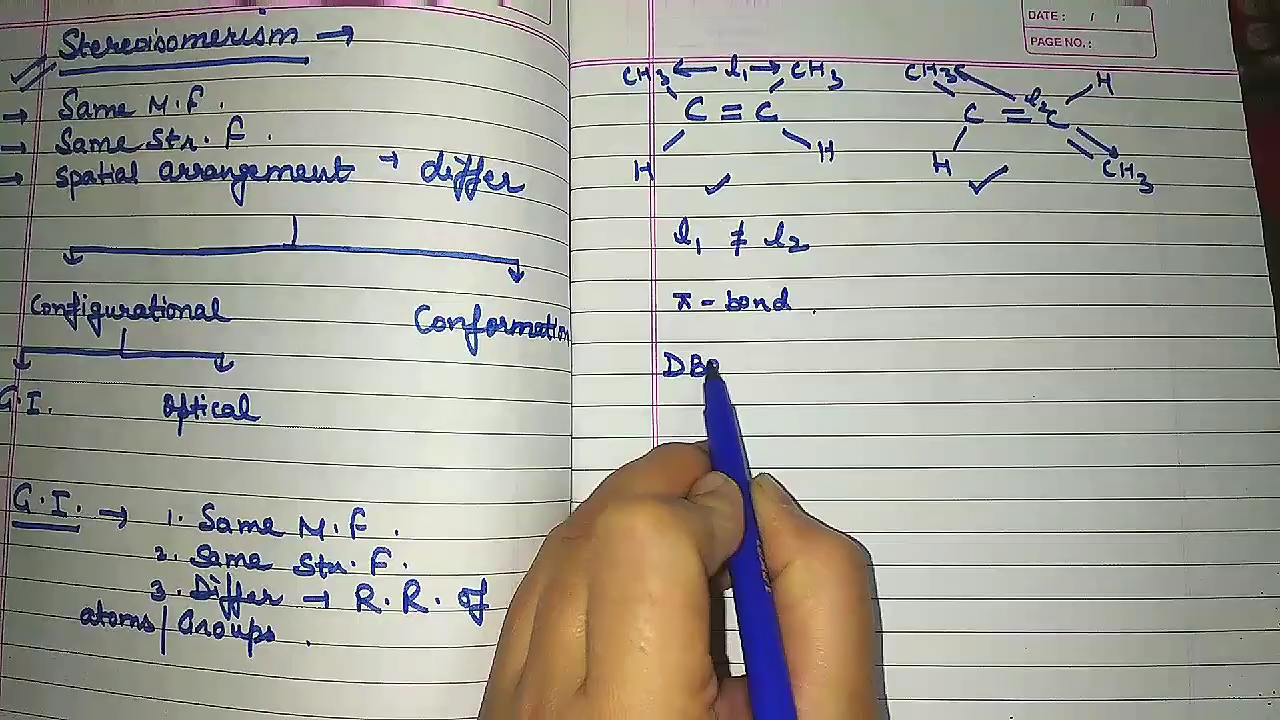 Stereoisomerism →
→ Same M.F.
→ Same Str. F.
→ Spatial arrangement → differ
Configurational
Conformation
G.I. Optical
G.I. → 1. Same M.F.
2. Same Str. F.
3. Differ → R.R. of
atoms/Groups.
DATE: / /
PAGE NO.:
CH3 ← l1 → CH3
C = C
H H
CH3 H
C = l2 C
H CH3
l1 ≠ l2
π - bond.
DB